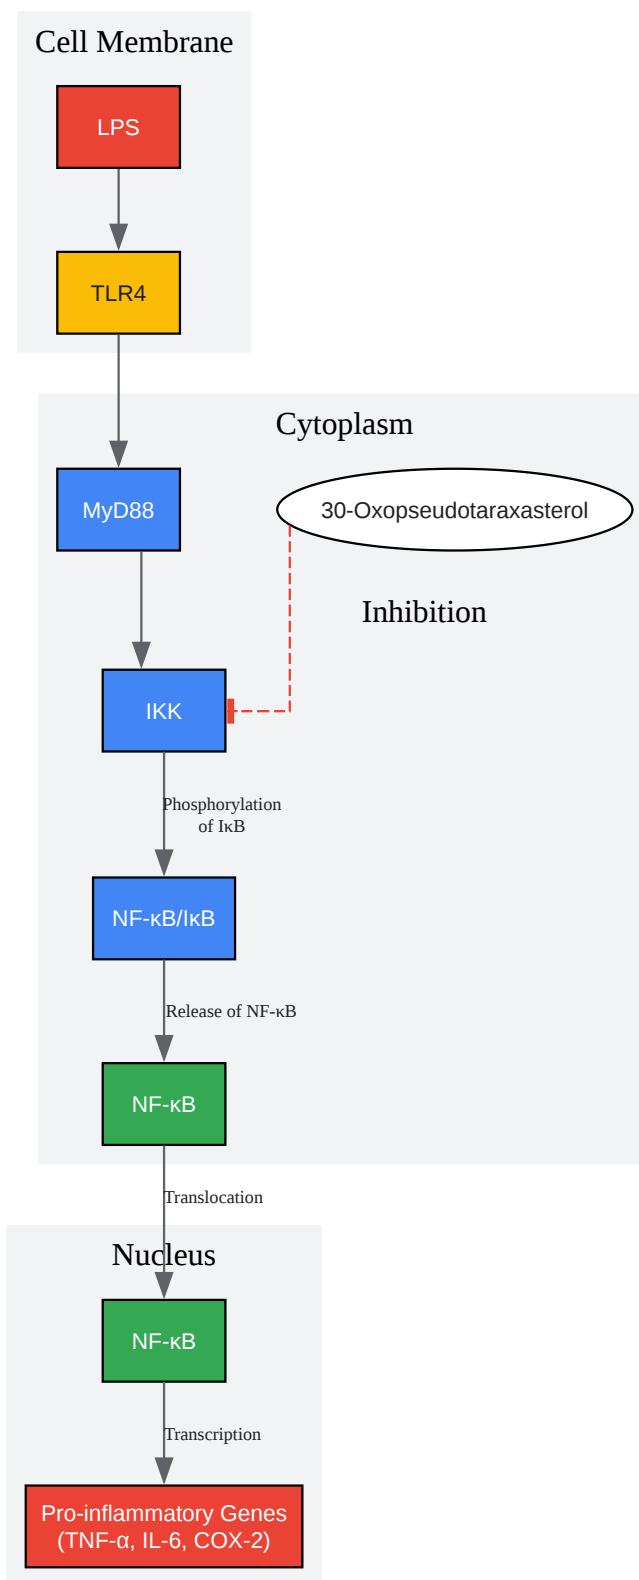 Cell Membrane
LPS
TLR4
Cytoplasm
MyD88
30-Oxopseudotaraxasterol
Inhibition
IKK
Phosphorylation
of IκB
NF-κB/IκB
Release of NF-κB
NF-κB
Translocation
Nucleus
NF-κB
Transcription
Pro-inflammatory Genes
(TNF-α, IL-6, COX-2)